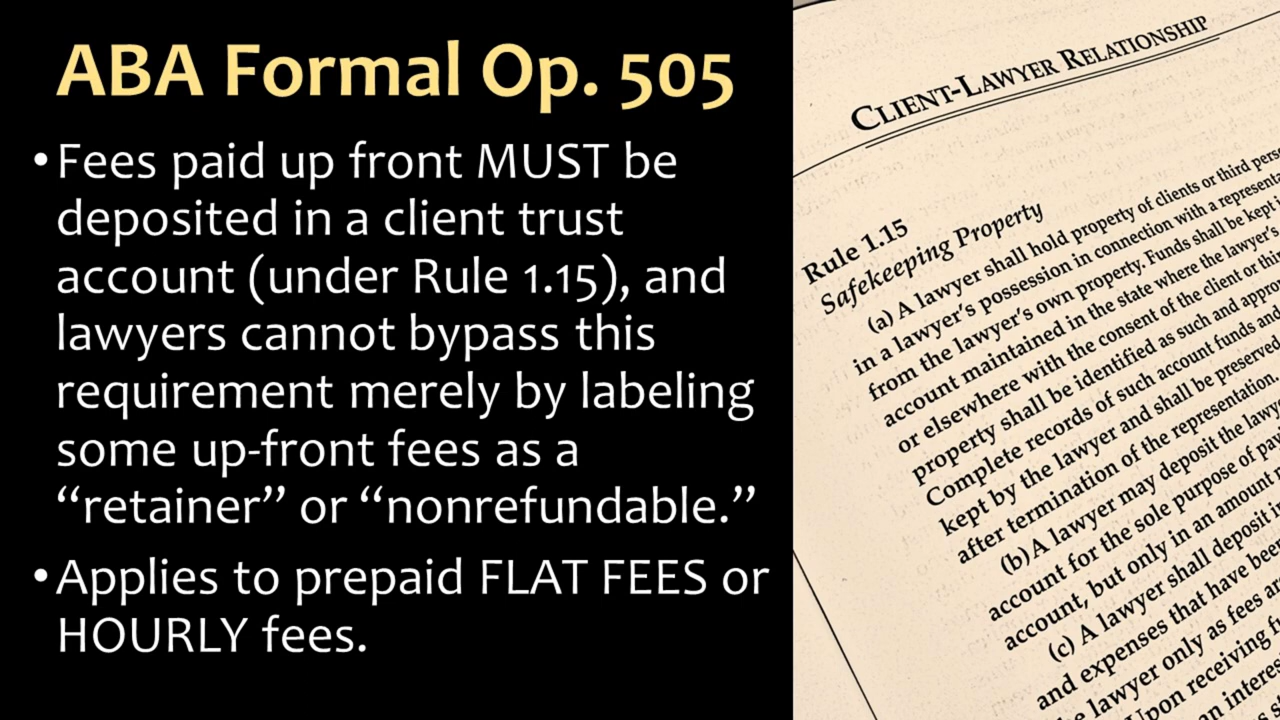 ABA Formal Op. 505
•Fees paid up front MUST be
deposited in a client trust
account (under Rule 1.15), and
lawyers cannot bypass this
requirement merely by labeling
some up-front fees as a
“retainer” or “nonrefundable.”
•Applies to prepaid FLAT FEES or
HOURLY fees.
CLIENT-LAWYER RELATIONSHIP
Rule 1.15
Safekeeping Property
(a) A lawyer shall hold property of clients or third
in a lawyer's possession in connection with a
from the lawyer's own property. Funds shall be kept
account maintained in the state where the lawyer's
or elsewhere with the consent of the client or
property shall be identified as such and
Complete records of such account funds and
kept by the lawyer and shall be preserved
after termination of the representation.
(b)A lawyer may deposit the
account for the sole purpose of
account, but only in an amount
(c) A lawyer shall deposit
and expenses that have been
lawyer only as fees
Upon receiving
an